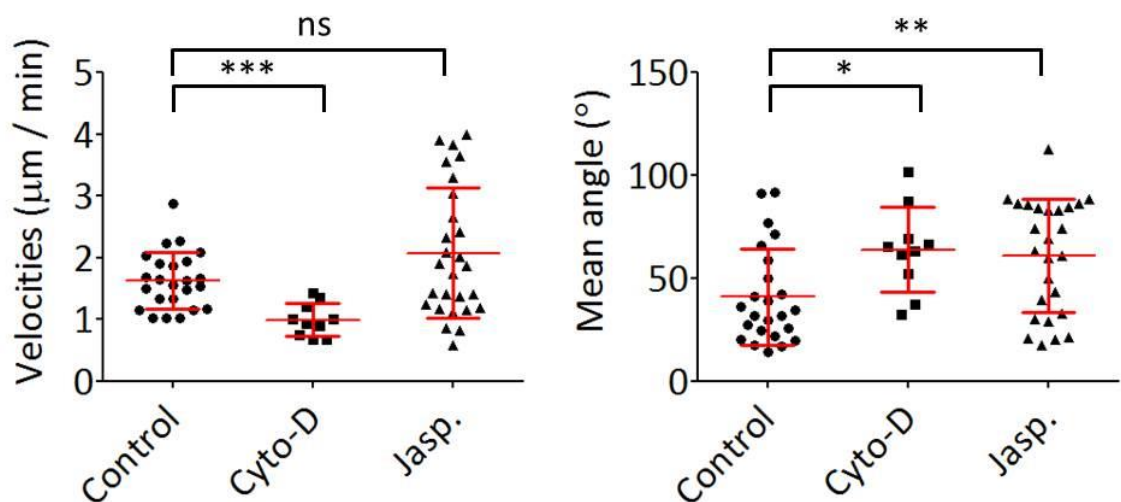 ns
***
Velocities (μm / min)
5
4
3
2
1
0
Control
Cyto-D
Jasp.
**
*
Mean angle (°)
150
100
50
0
Control
Cyto-D
Jasp.